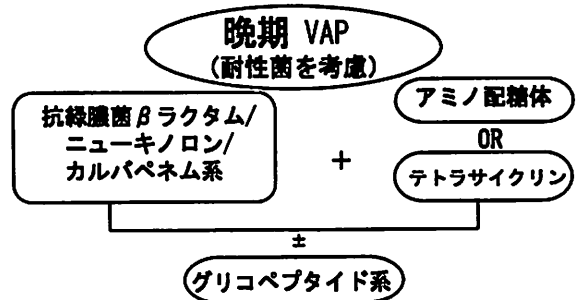 晩期 VAP
(耐性菌を考慮)
抗緑膿菌βラクタム/
ニューキノロン/
カルバペネム系
+
アミノ配糖体
OR
テトラサイクリン
±
グリコペプタイド系